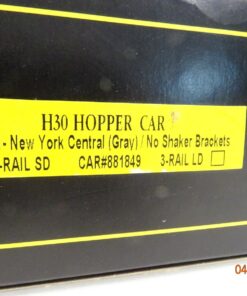 H30 HOPPER CAR
- New York Central (Gray) / No Shaker Brackets
-RAIL SD CAR#881849 3-RAIL LD
04